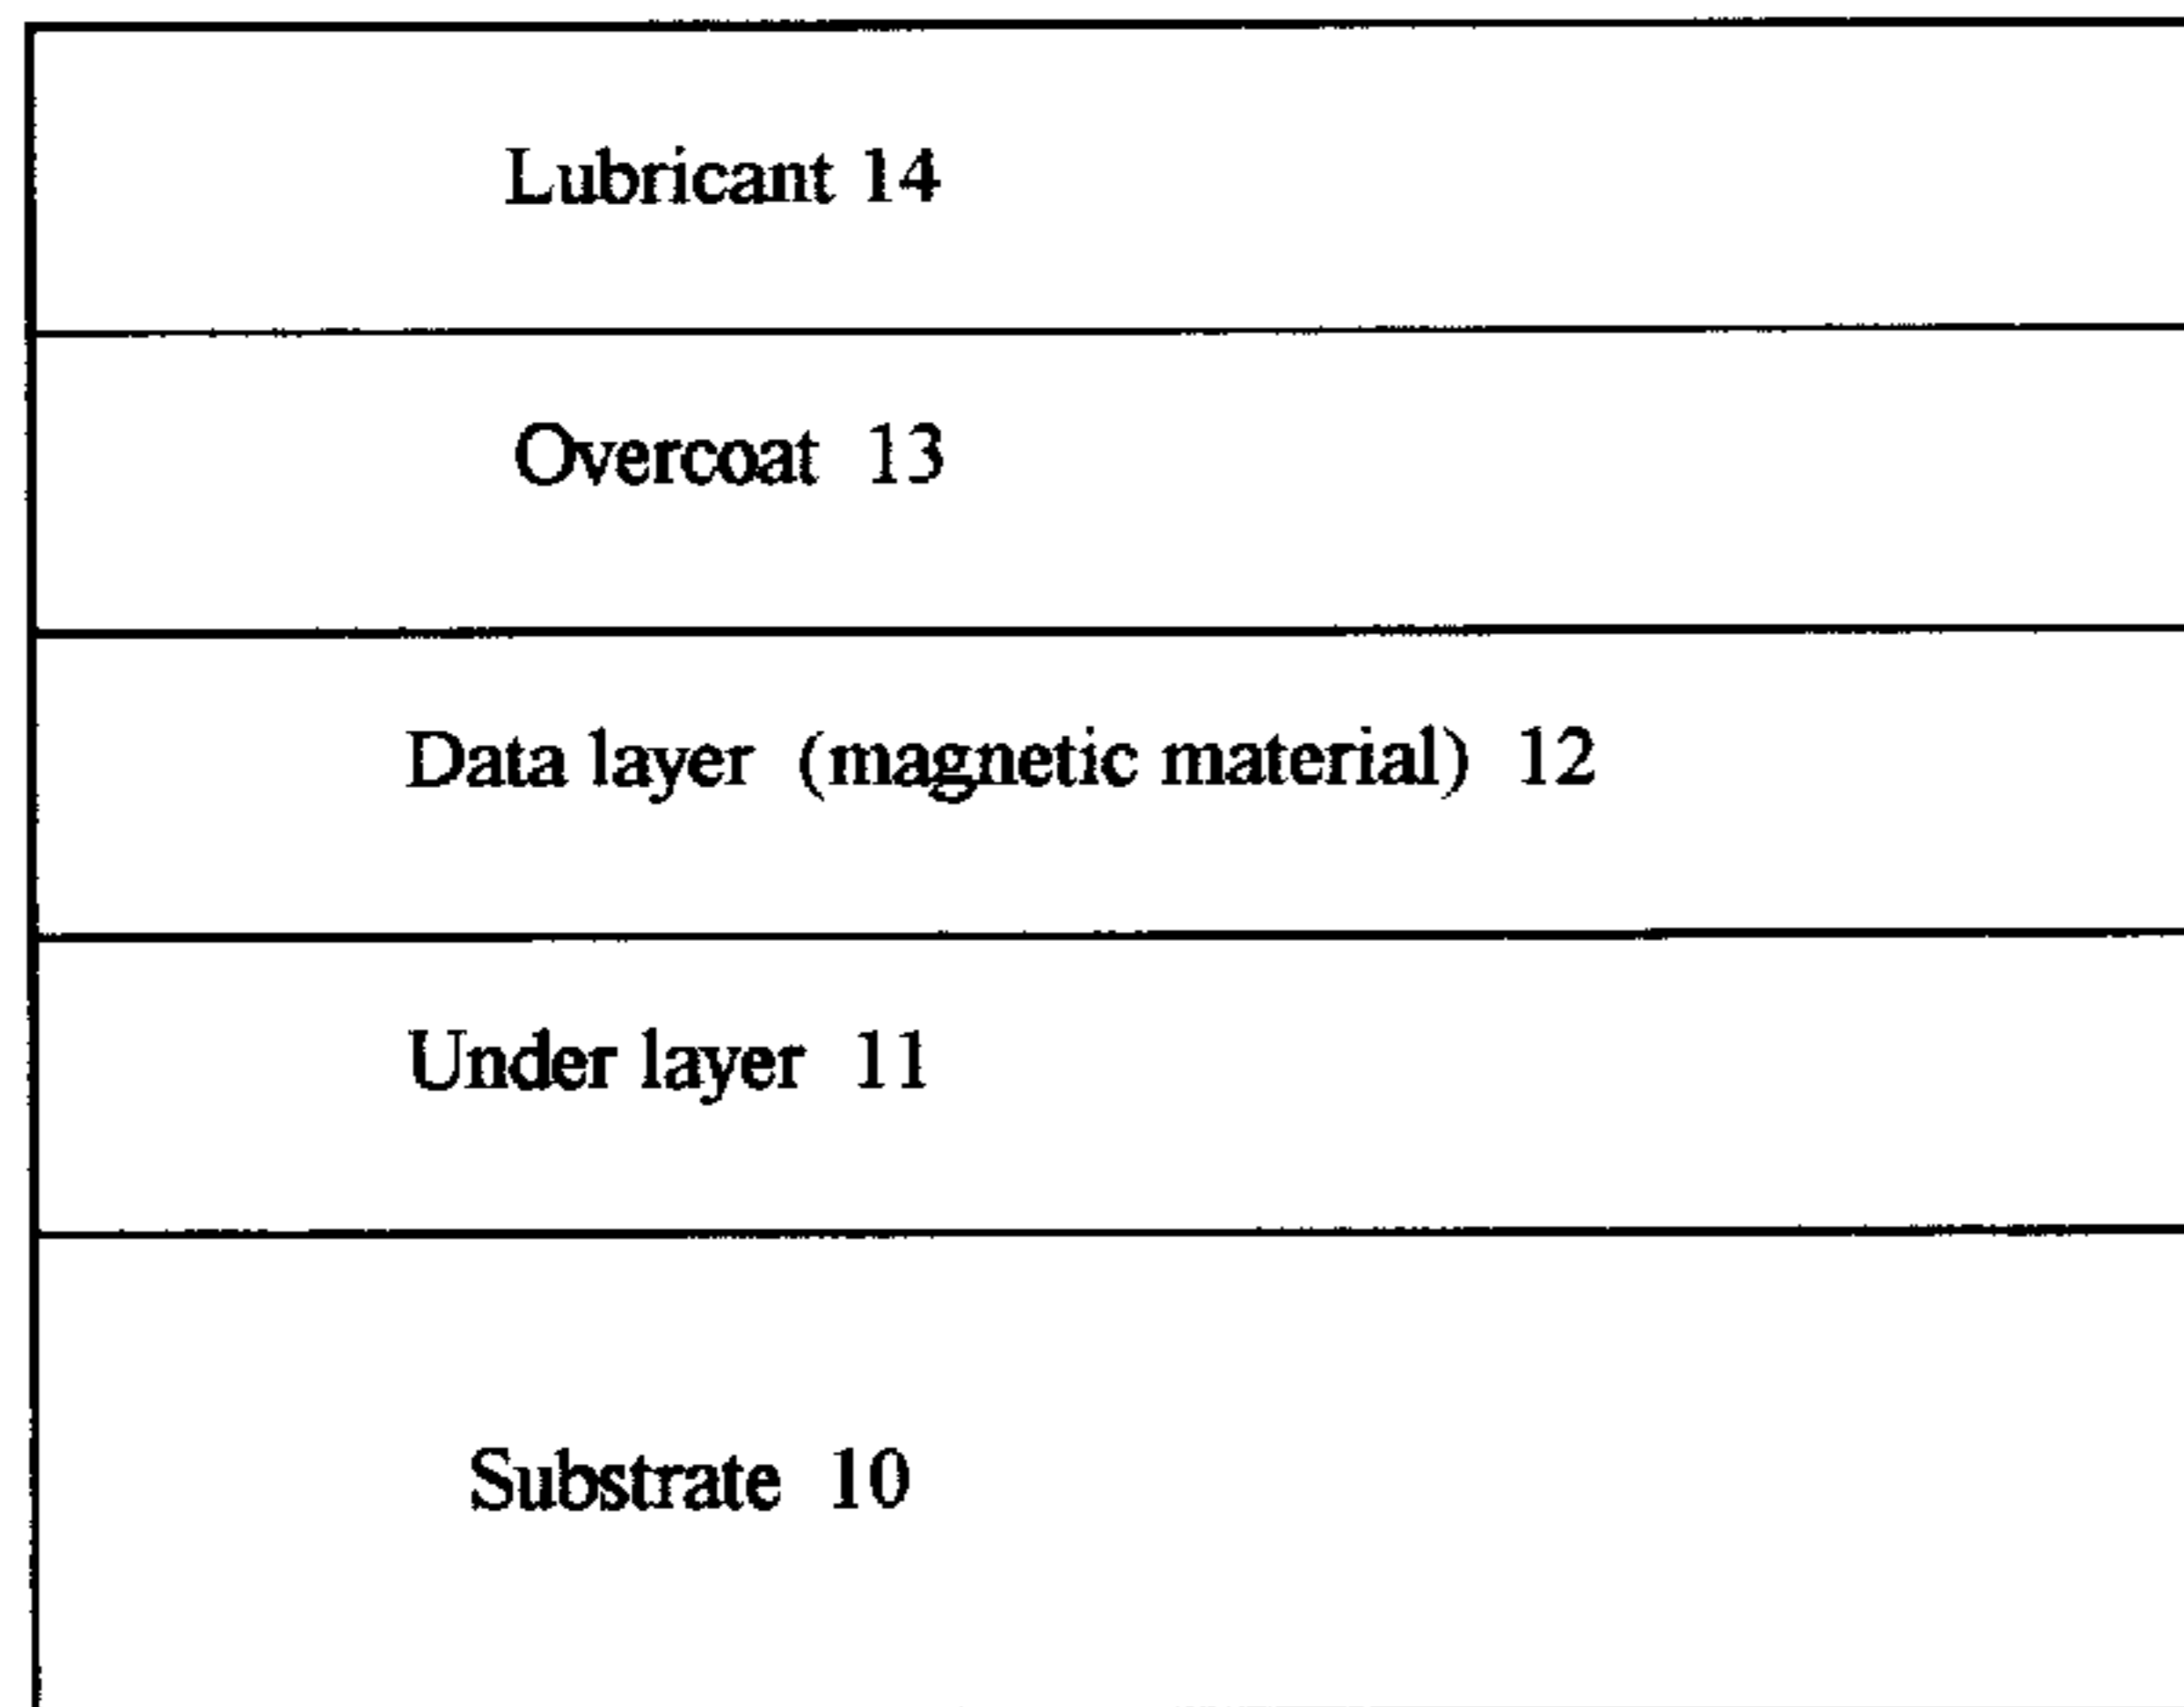 Lubricant 14
Overcoat 13
Data layer (magnetic material) 12
Under layer 11
Substrate 10